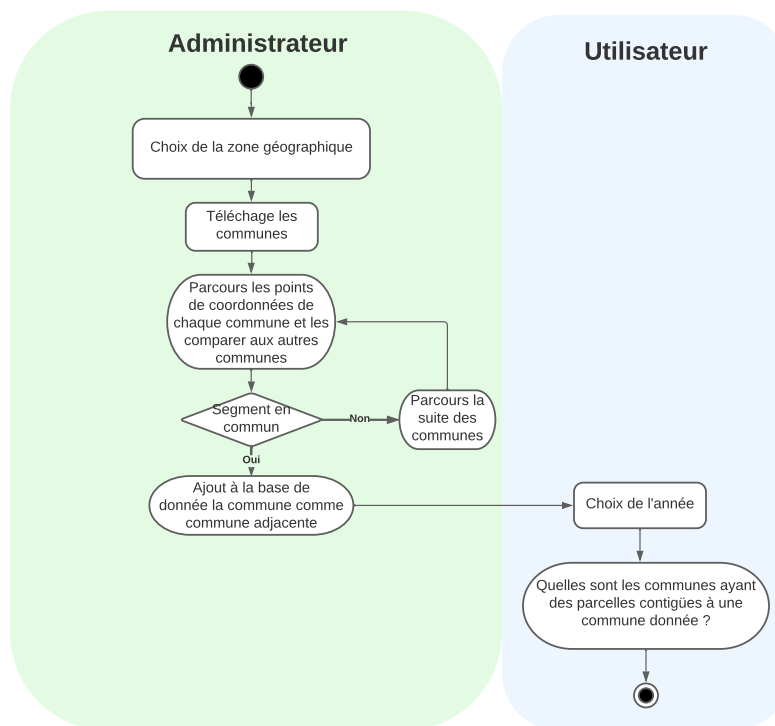 Administrateur
Utilisateur
Choix de la zone géographique
Téléchage les
communes
Parcours les points
de coordonnées de
chaque commune et les
comparer aux autres
communes
Segment en
commun
Non
Parcours la
suite des
communes
Oui
Ajout à la base de
donnée la commune comme
commune adjacente
Choix de l'année
Quelles sont les communes ayant
des parcelles contigües à une
commune donnée ?